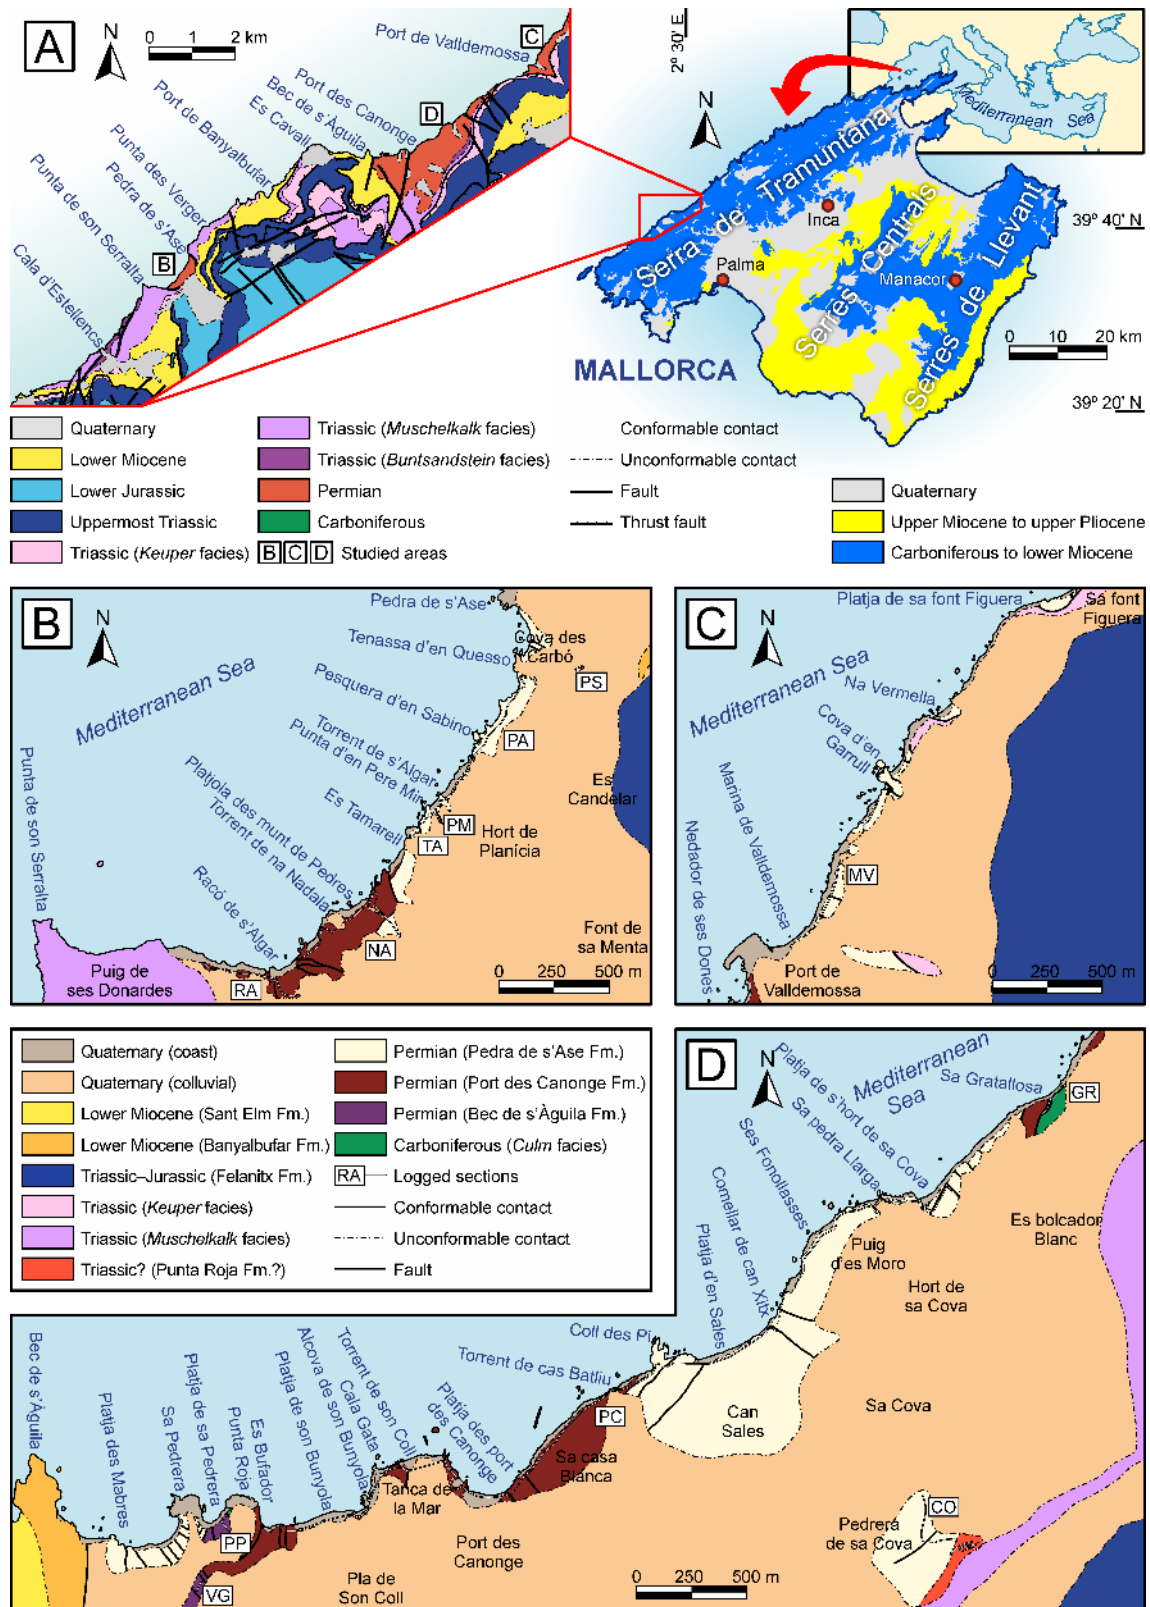 A
N
0 1 2 km
Port de Valldemossa
C
Port des Canonge
Bec de s'Àguila
Es Cavall
D
Port de Banyalbufar
Punta des Verger
Pedra de s'Ase
Punta de son Serralta
B
Cala d'Estellencs
2º 30' E
N
Mediterranean Sea
Serra de Tramuntana
Inca
Palma
Serres Centrals
Manacor
Serres de Llevant
39º 40' N
0 10 20 km
MALLORCA
39º 20' N
Quaternary
Lower Miocene
Lower Jurassic
Uppermost Triassic
Triassic (Keuper facies)
Triassic (Muschelkalk facies)
Triassic (Buntsandstein facies)
Permian
Carboniferous
B C D Studied areas
Conformable contact
Unconformable contact
Fault
Thrust fault
Quaternary
Upper Miocene to upper Pliocene
Carboniferous to lower Miocene
B
N
Mediterranean Sea
Pedra de s'Ase
Cova des
Carbó
Tenassa d'en Quesso
PS
Pesquera d'en Sabino
PA
Torrent de s'Algar
Punta d'en Pere Mir
Es
Candelar
PM
Hort de
Planícia
Es Tamarell
TA
Platjola des munt de Pedres
Torrent de na Nadala
Racó de s'Algar
NA
Punta de son Serralta
Font de
sa Menta
Puig de
ses Donardes
RA
0 250 500 m
C
N
Mediterranean Sea
Platja de sa font Figuera
Sa font
Figuera
Na Vermella
Cova d'en
Garrull
Marina de Valldemossa
MV
Nedador de ses Dones
Port de
Valldemossa
0 250 500 m
Quaternary (coast)
Quaternary (colluvial)
Lower Miocene (Sant Elm Fm.)
Lower Miocene (Banyalbufar Fm.)
Triassic–Jurassic (Felanitx Fm.)
Triassic (Keuper facies)
Triassic (Muschelkalk facies)
Triassic? (Punta Roja Fm.?)
Permian (Pedra de s'Ase Fm.)
Permian (Port des Canonge Fm.)
Permian (Bec de s'Àguila Fm.)
Carboniferous (Culm facies)
RA Logged sections
Conformable contact
Unconformable contact
Fault
D
N
Mediterranean
Sea
Sa Gratallosa
GR
Platja de s'hort de sa Cova
Sa pedra Llarga
Ses Fonollasses
Comellar de can Xitx
Platja d'en Sales
Es bolcador
Blanc
Puig
d'es Moro
Hort de
sa Cova
Coll des Pi
Torrent de cas Batliu
PC
Can
Sales
Sa Cova
Sa casa
Blanca
Platja des port
des Canonge
Torrent de son Coll
Cala Gata
Alcova de son Bunyola
Platja de son Bunyola
Es Bufador
Punta Roja
Platja de sa Pedrera
Sa Pedrera
Platja des Mabres
Bec de s'Àguila
Tanca de
la Mar
PP
VG
Port des
Canonge
Pla de
Son Coll
Pedrera
de sa Cova
CO
0 250 500 m